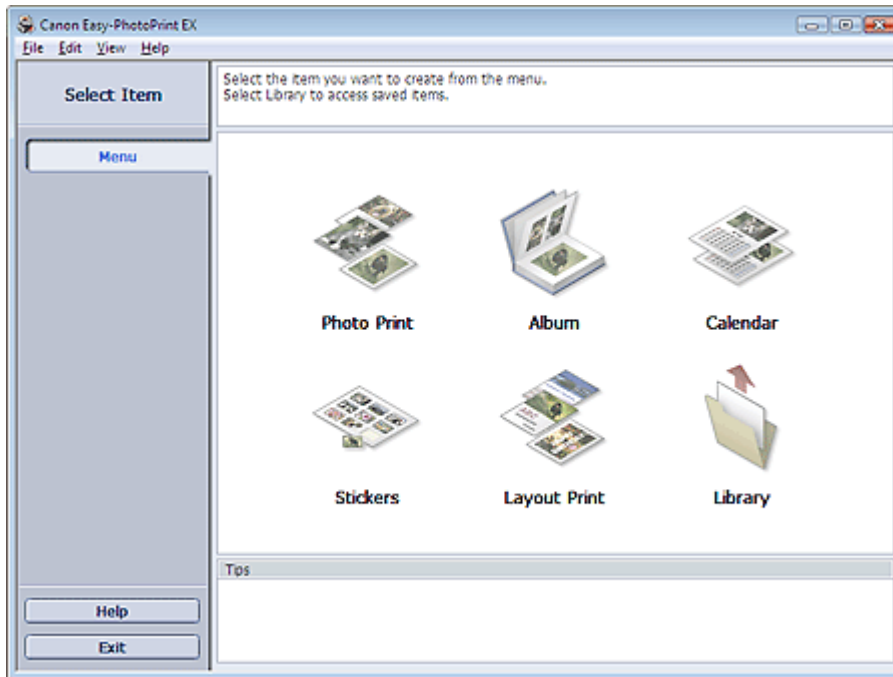 Canon Easy-PhotoPrint EX
File Edit View Help
Select Item
Select the item you want to create from the menu.
Select Library to access saved items.
Menu
Photo Print
Album
Calendar
Stickers
Layout Print
Library
Tips
Help
Exit